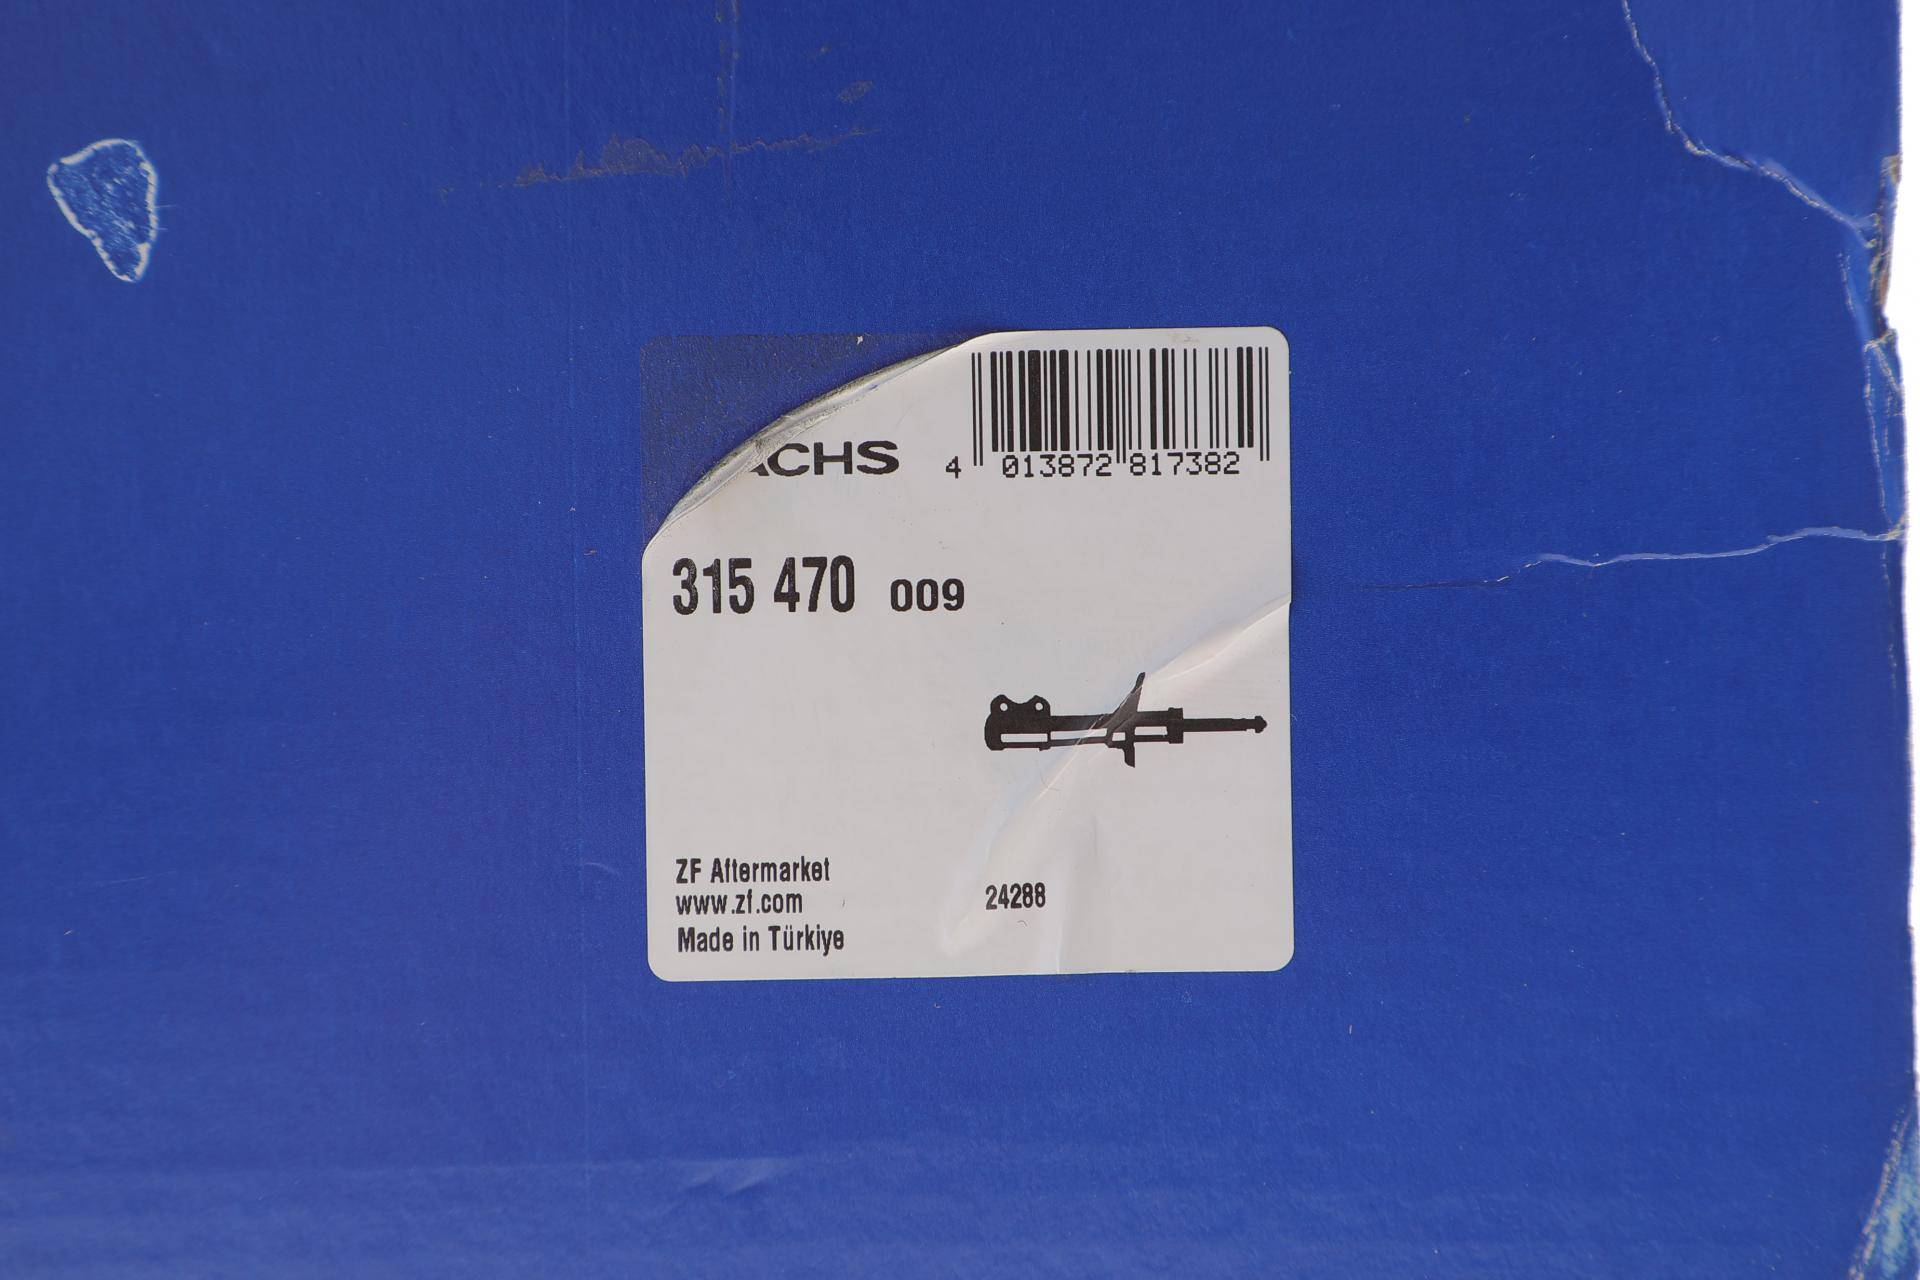 ACHS
4 013872 817382
315 470 009
ZF Aftermarket
www.zf.com
24288
Made in Türkiye